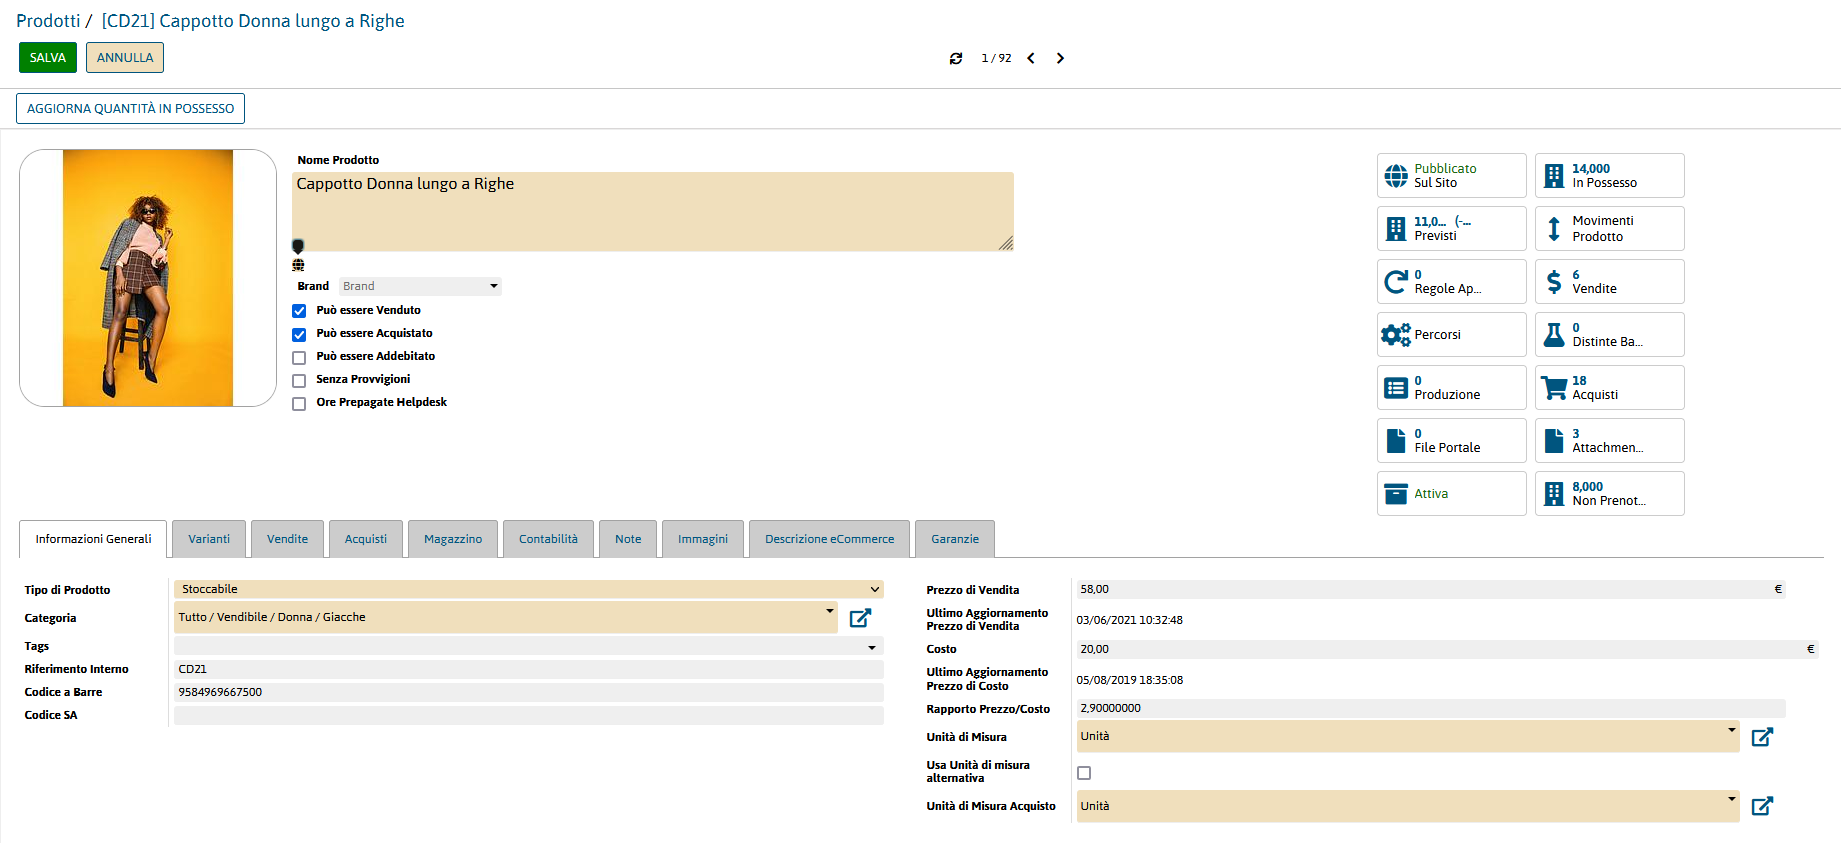 Prodotti / [CD21] Cappotto Donna lungo a Righe
SALVA
ANNULLA
1 / 92
AGGIORNA QUANTITÀ IN POSSESSO
Nome Prodotto
Cappotto Donna lungo a Righe
Brand
Brand
Può essere Venduto
Può essere Acquistato
Può essere Addebitato
Senza Provvigioni
Ore Prepagate Helpdesk
Pubblicato
Sul Sito
14,000
In Possesso
11,0... (-...
Previsti
Movimenti
Prodotto
0
Regole Ap...
6
Vendite
Percorsi
0
Distinte Ba...
0
Produzione
18
Acquisti
0
File Portale
3
Attachmen...
Attiva
8,000
Non Prenot...
Informazioni Generali
Varianti
Vendite
Acquisti
Magazzino
Contabilità
Note
Immagini
Descrizione eCommerce
Garanzie
Tipo di Prodotto
Stoccabile
Categoria
Tutto / Vendibile / Donna / Giacche
Tags
Riferimento Interno
CD21
Codice a Barre
9584969667500
Codice SA
Prezzo di Vendita
58,00
€
Ultimo Aggiornamento
Prezzo di Vendita
03/06/2021 10:32:48
Costo
20,00
€
Ultimo Aggiornamento
Prezzo di Costo
05/08/2019 18:35:08
Rapporto Prezzo/Costo
2,90000000
Unità di Misura
Unità
Usa Unità di misura
alternativa
Unità di Misura Acquisto
Unità